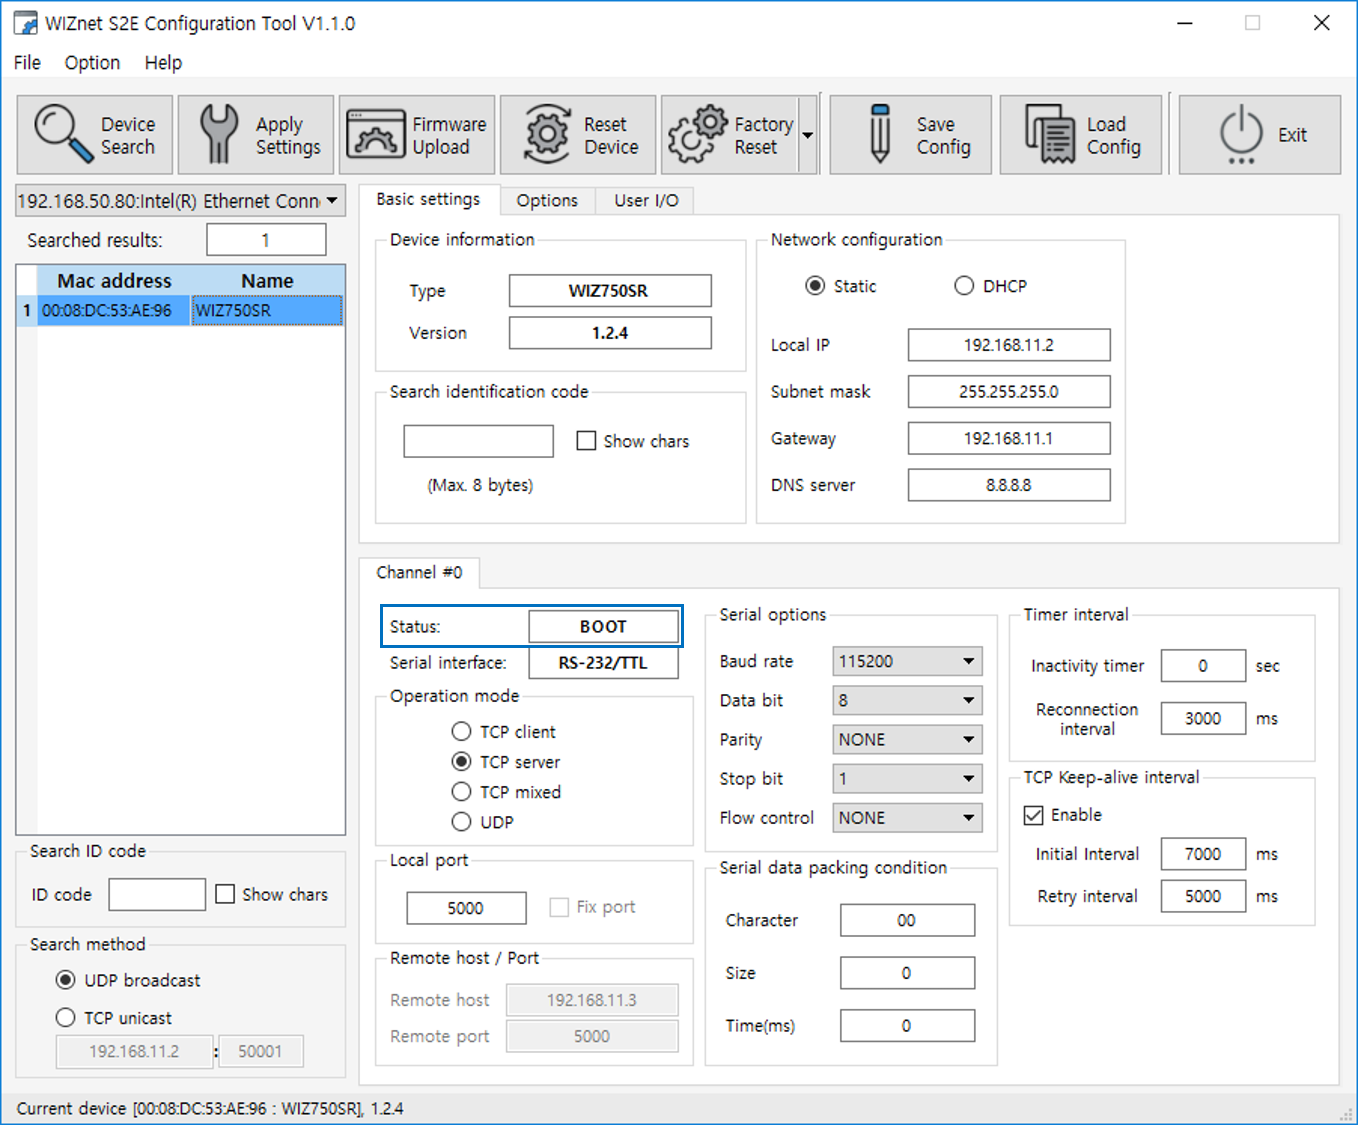 WIZnet S2E Configuration Tool V1.1.0
File Option Help
Device Search
Apply Settings
Firmware Upload
Reset Device
Factory Reset
Save Config
Load Config
Exit
192.168.50.80:Intel(R) Ethernet Conn
Searched results: 1
Mac address Name
1 00:08:DC:53:AE:96 WIZ750SR
Search ID code
ID code Show chars
Search method
UDP broadcast
TCP unicast
192.168.11.2 : 50001
Basic settings Options User I/O
Device information
Type WIZ750SR
Version 1.2.4
Search identification code
Show chars
(Max. 8 bytes)
Network configuration
Static DHCP
Local IP 192.168.11.2
Subnet mask 255.255.255.0
Gateway 192.168.11.1
DNS server 8.8.8.8
Channel #0
Status: BOOT
Serial interface: RS-232/TTL
Operation mode
TCP client
TCP server
TCP mixed
UDP
Local port
5000 Fix port
Remote host / Port
Remote host 192.168.11.3
Remote port 5000
Serial options
Baud rate 115200
Data bit 8
Parity NONE
Stop bit 1
Flow control NONE
Serial data packing condition
Character 00
Size 0
Time(ms) 0
Timer interval
Inactivity timer 0 sec
Reconnection
interval 3000 ms
TCP Keep-alive interval
Enable
Initial Interval 7000 ms
Retry interval 5000 ms
Current device [00:08:DC:53:AE:96 : WIZ750SR], 1.2.4